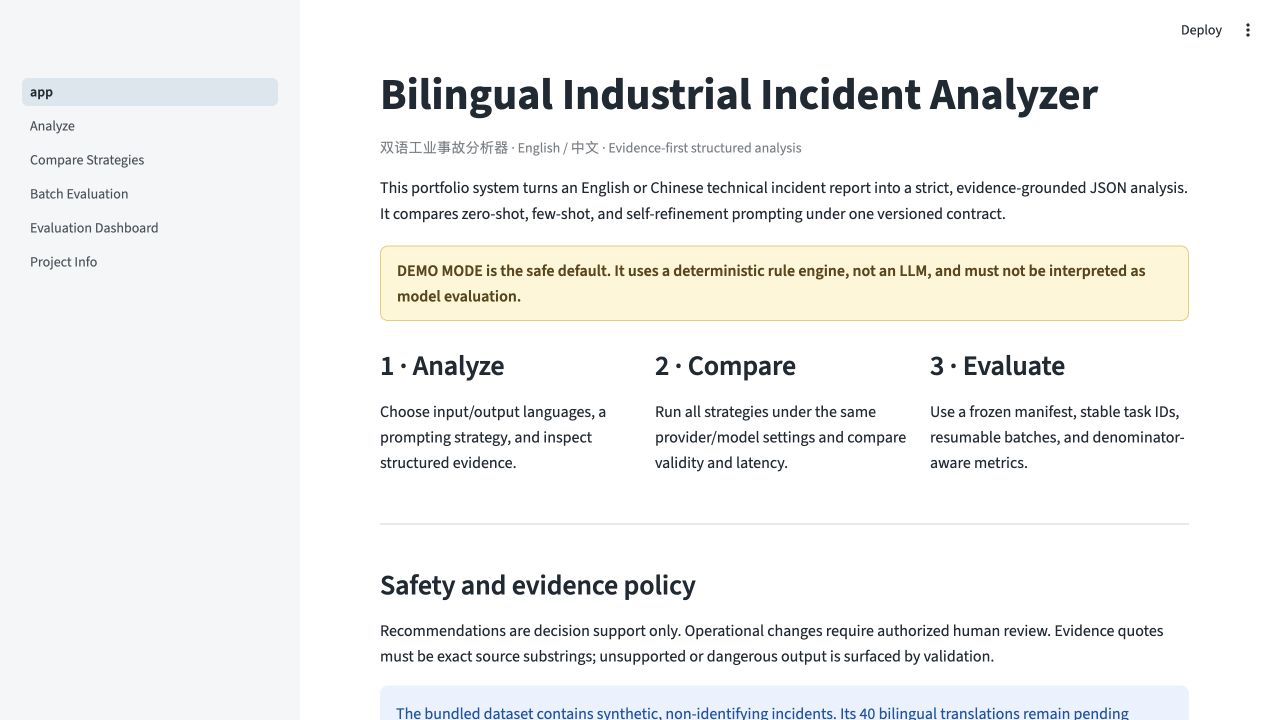 Deploy
app
Analyze
Compare Strategies
Batch Evaluation
Evaluation Dashboard
Project Info
Bilingual Industrial Incident Analyzer
双语工业事故分析器 · English / 中文 · Evidence-first structured analysis
This portfolio system turns an English or Chinese technical incident report into a strict, evidence-grounded JSON analysis.
It compares zero-shot, few-shot, and self-refinement prompting under one versioned contract.
DEMO MODE is the safe default. It uses a deterministic rule engine, not an LLM, and must not be interpreted as
model evaluation.
1 · Analyze
Choose input/output languages, a
prompting strategy, and inspect
structured evidence.
2 · Compare
Run all strategies under the same
provider/model settings and compare
validity and latency.
3 · Evaluate
Use a frozen manifest, stable task IDs,
resumable batches, and denominator-
aware metrics.
Safety and evidence policy
Recommendations are decision support only. Operational changes require authorized human review. Evidence quotes
must be exact source substrings; unsupported or dangerous output is surfaced by validation.
The bundled dataset contains synthetic, non-identifying incidents. Its 40 bilingual translations remain pending